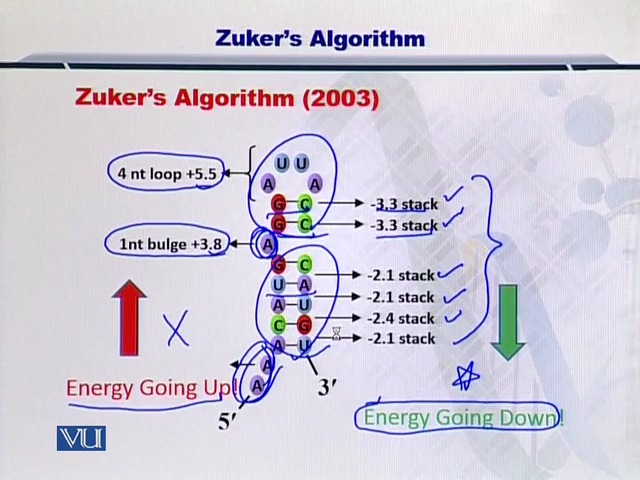 Zuker's Algorithm
Zuker's Algorithm (2003)
U U
4 nt loop +5.5
A A
G C -3.3 stack
G C -3.3 stack
1nt bulge +3.8 A
G C
-2.1 stack
U A
-2.1 stack
A U
C G -2.4 stack
A U -2.1 stack
A
Energy Going Up! A 3′
5′
Energy Going Down!
VU